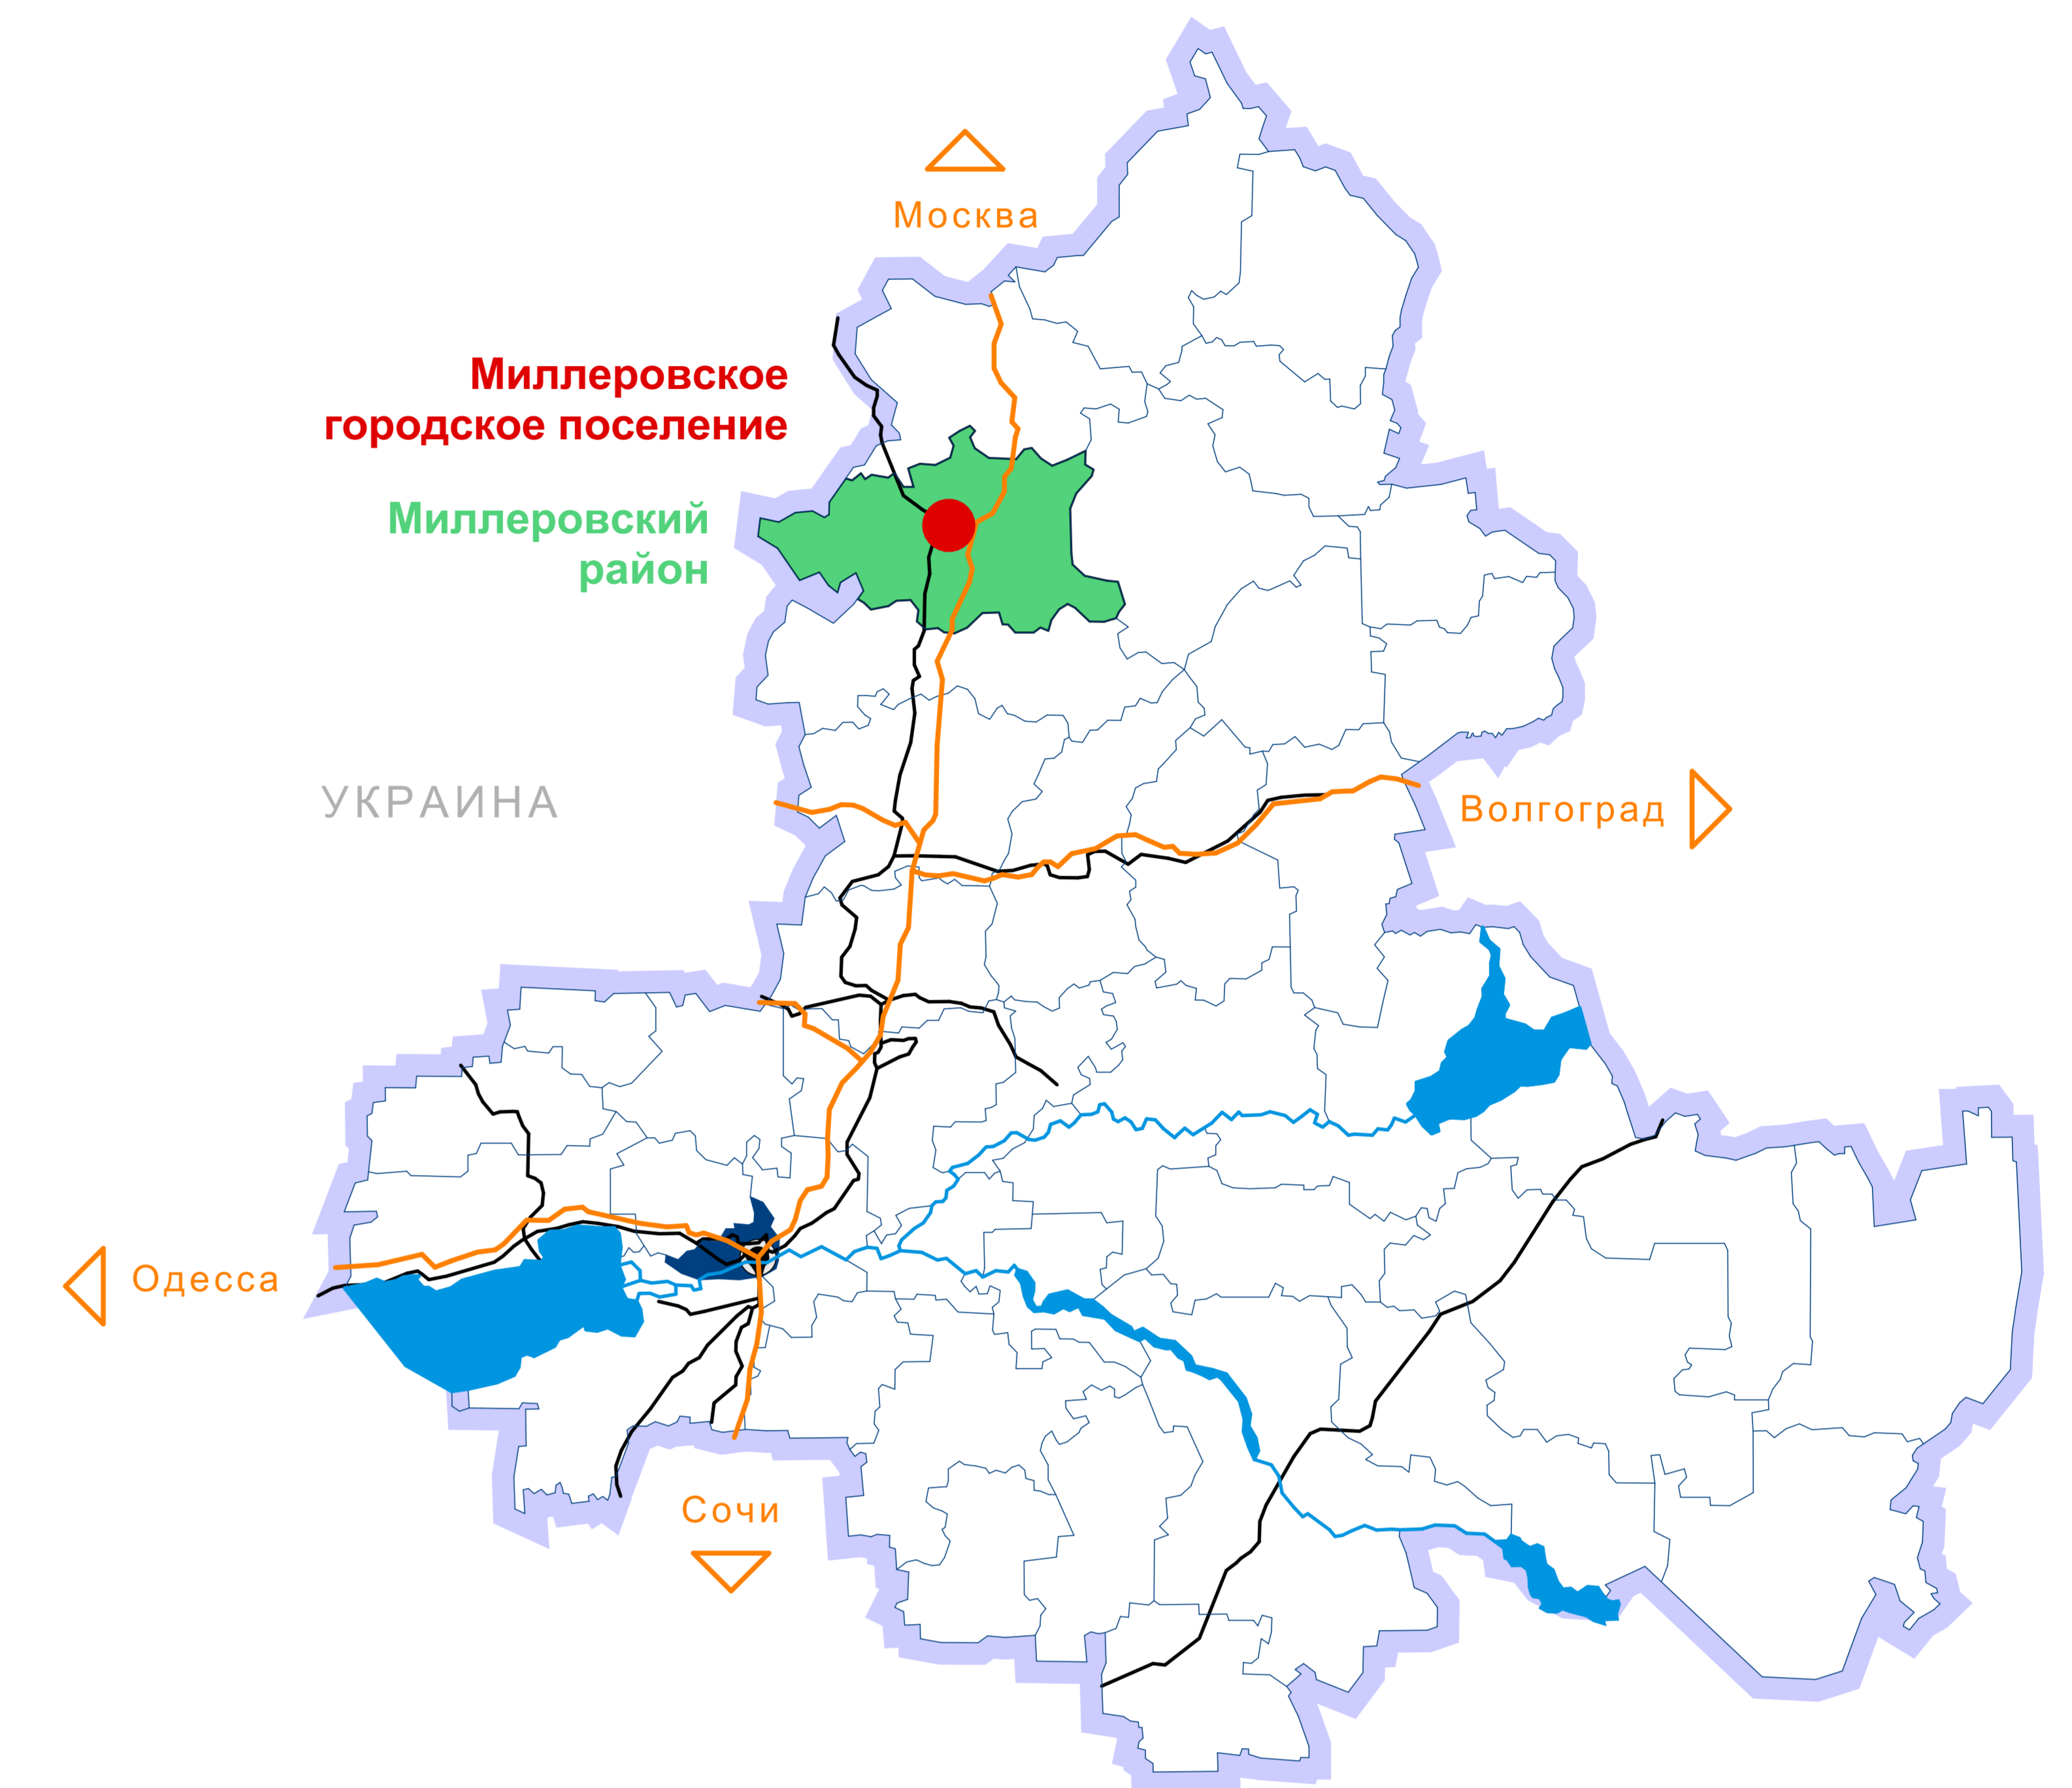 Москва
Миллеровское
городское поселение
Миллеровский
район
УКРАИНА
Волгоград
Одесса
Сочи